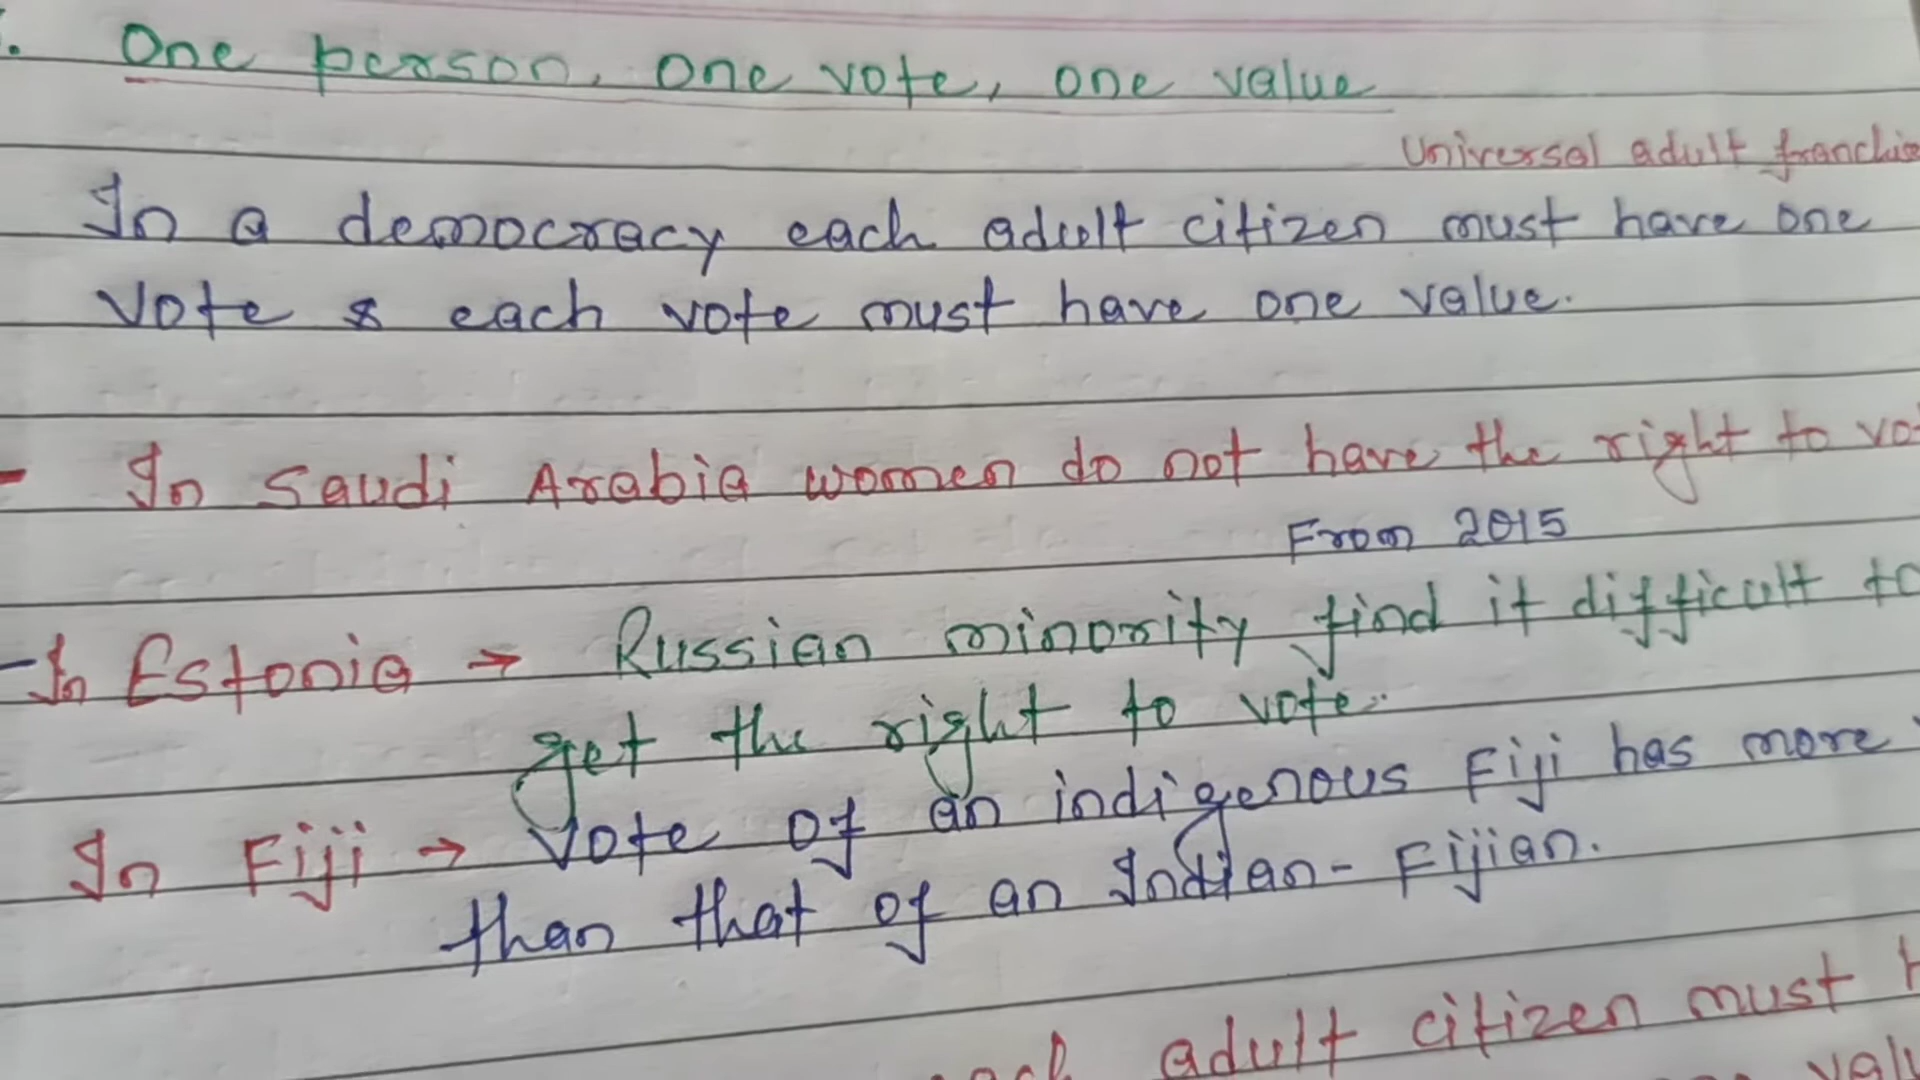 One person, one vote, one value
Universal adult franchise
In a democracy each adult citizen must have one
vote & each vote must have one value.
- In Saudi Arabia women do not have the right to vo
From 2015
- In Estonia → Russian minority find it difficult to
get the right to vote.
In Fiji → Vote of an indigenous Fiji has more
than that of an Indian-Fijian.
adult citizen must